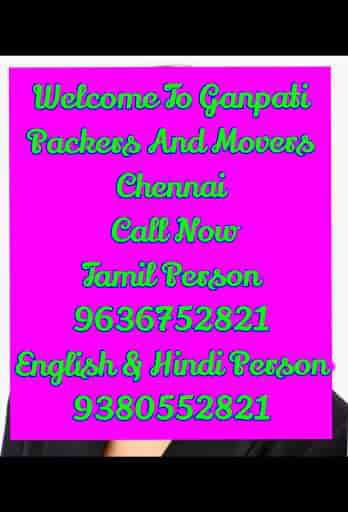 Welcome To Ganpati
Packers And Movers
Chennai
Call Now
Tamil Person
9636752821
English & Hindi Person
9380552821